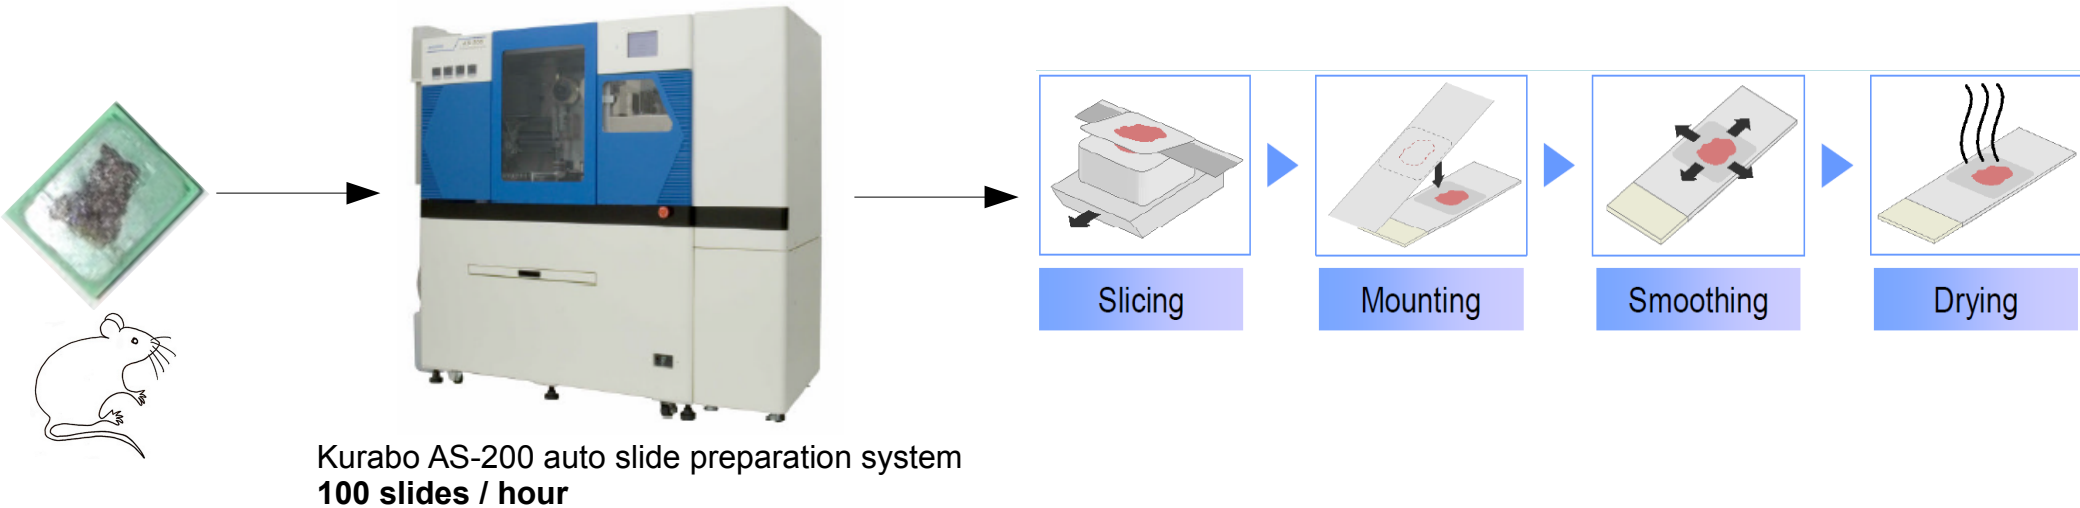 Slicing
Mounting
Smoothing
Drying
Kurabo AS-200 auto slide preparation system
100 slides / hour